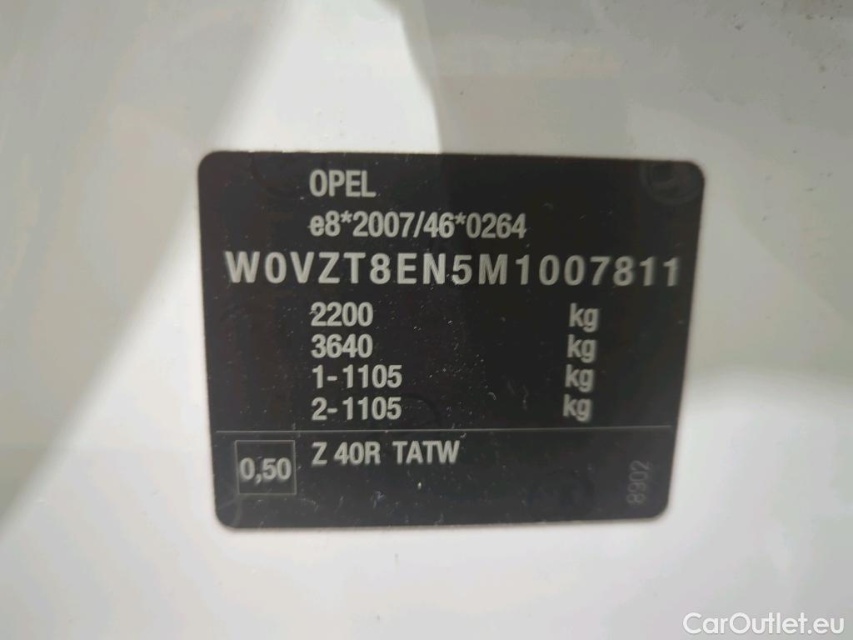 OPEL
e8*2007/46*0264
W0VZT8EN5M1007811
2200 kg
3640 kg
1-1105 kg
2-1105 kg
0,50 Z 40R TATW
8902
CarOutlet.eu